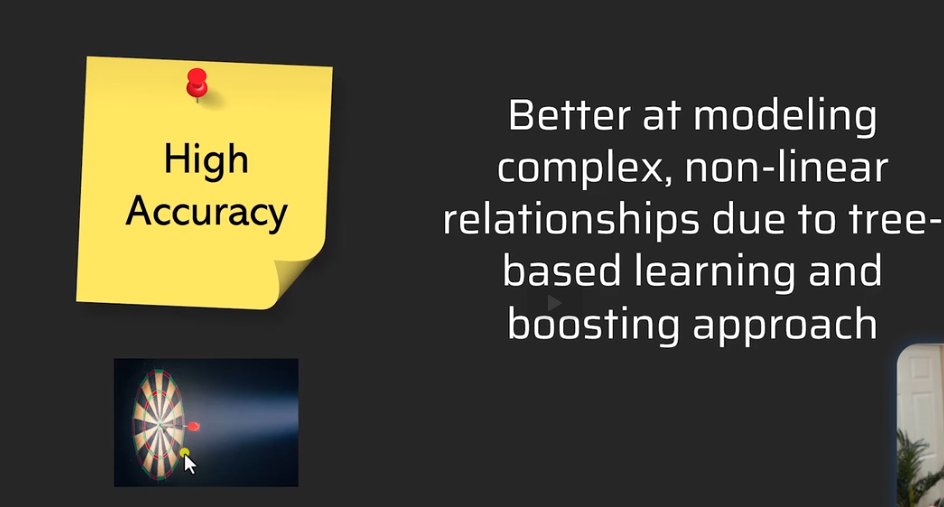 High
Accuracy
Better at modeling
complex, non-linear
relationships due to tree-
based learning and
boosting approach